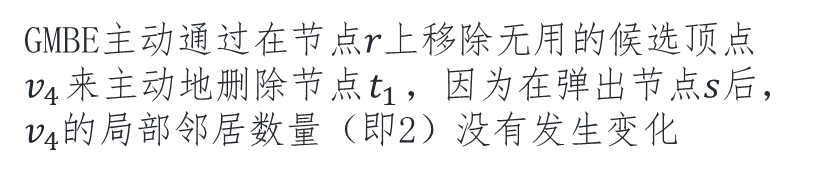 GMBE主动通过在节点r上移除无用的候选顶点
v₄来主动地删除节点t₁，因为在弹出节点s后，
v₄的局部邻居数量（即2）没有发生变化